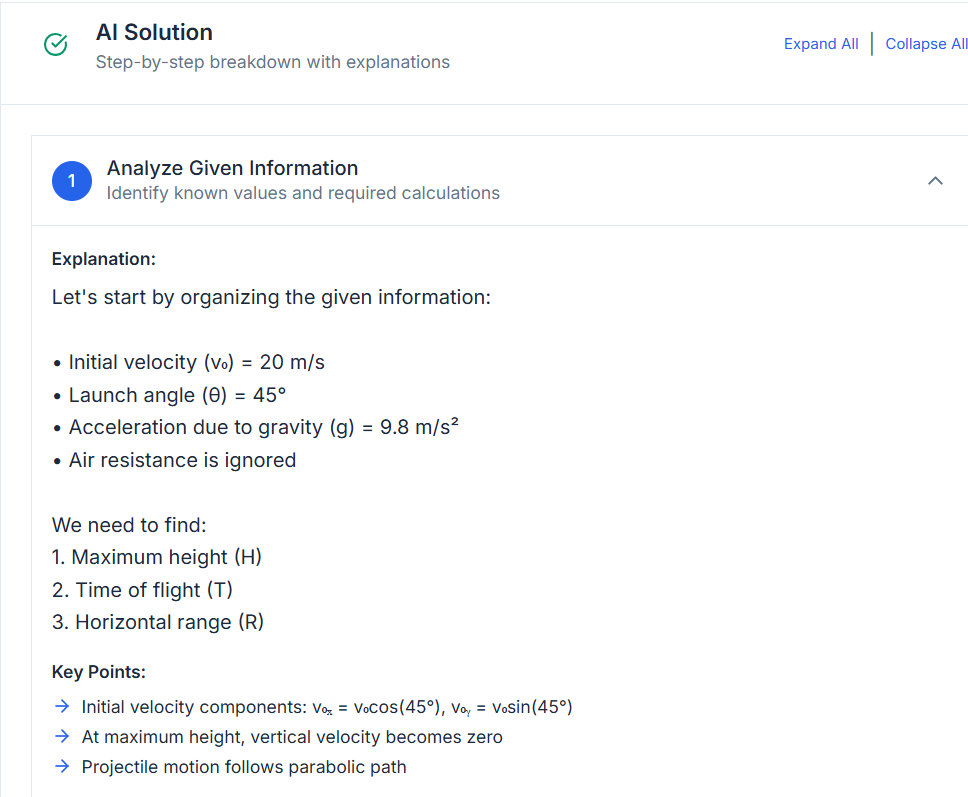 AI Solution
Step-by-step breakdown with explanations
Expand All | Collapse All
1
Analyze Given Information
Identify known values and required calculations
Explanation:
Let's start by organizing the given information:
• Initial velocity (v₀) = 20 m/s
• Launch angle (θ) = 45°
• Acceleration due to gravity (g) = 9.8 m/s²
• Air resistance is ignored
We need to find:
1. Maximum height (H)
2. Time of flight (T)
3. Horizontal range (R)
Key Points:
→ Initial velocity components: v₀ₓ = v₀cos(45°), v₀ᵧ = v₀sin(45°)
→ At maximum height, vertical velocity becomes zero
→ Projectile motion follows parabolic path